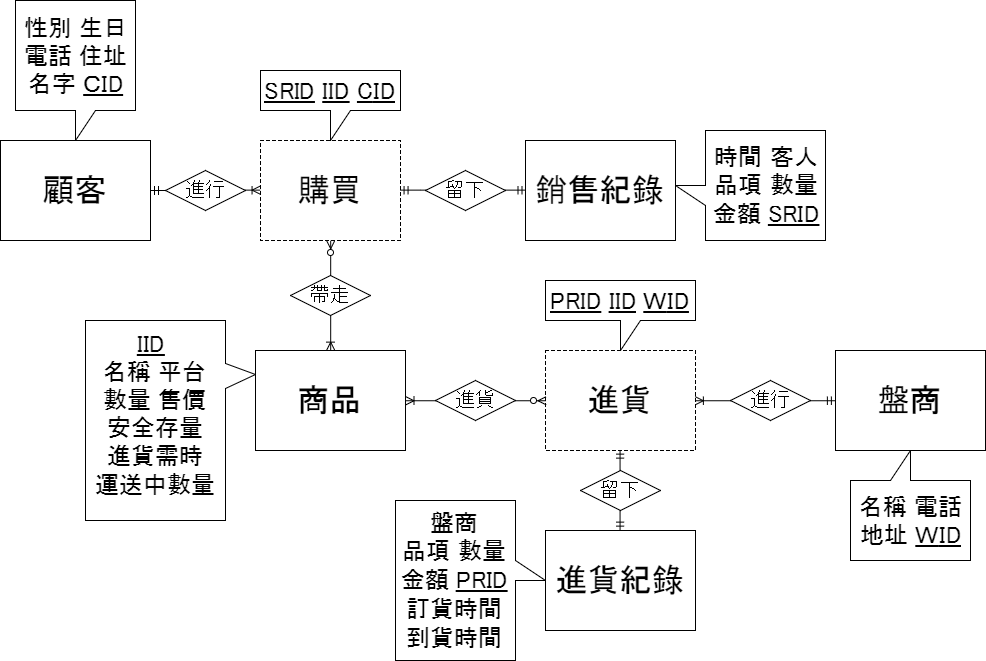 性別 生日
電話 住址
名字 CID
SRID IID CID
顧客
進行
購買
留下
銷售紀錄
時間 客人
品項 數量
金額 SRID
帶走
PRID IID WID
IID
名稱 平台
數量 售價
安全存量
進貨需時
運送中數量
商品
進貨
進貨
進行
盤商
留下
名稱 電話
地址 WID
盤商
品項 數量
金額 PRID
訂貨時間
到貨時間
進貨紀錄